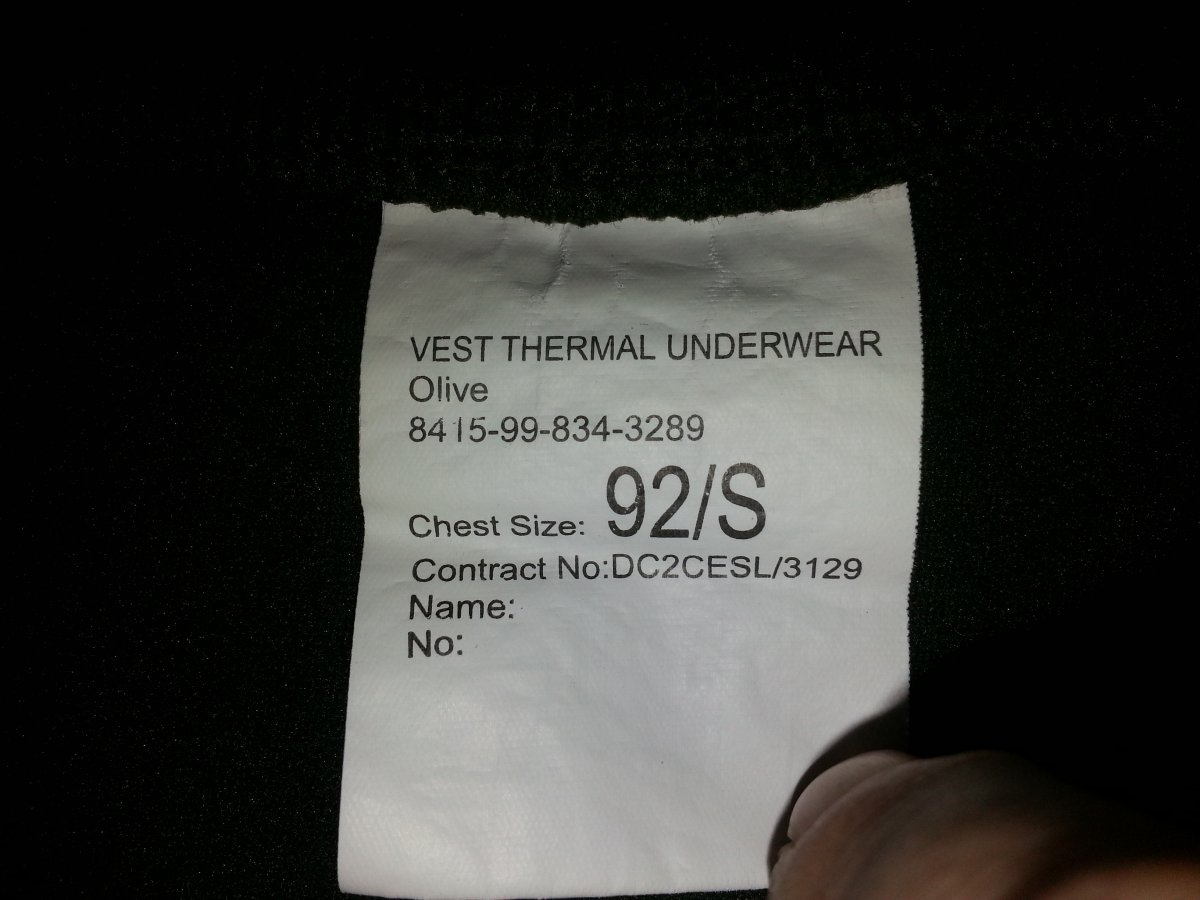 VEST THERMAL UNDERWEAR
Olive
8415-99-834-3289
Chest Size: 92/S
Contract No:DC2CESL/3129
Name:
No: